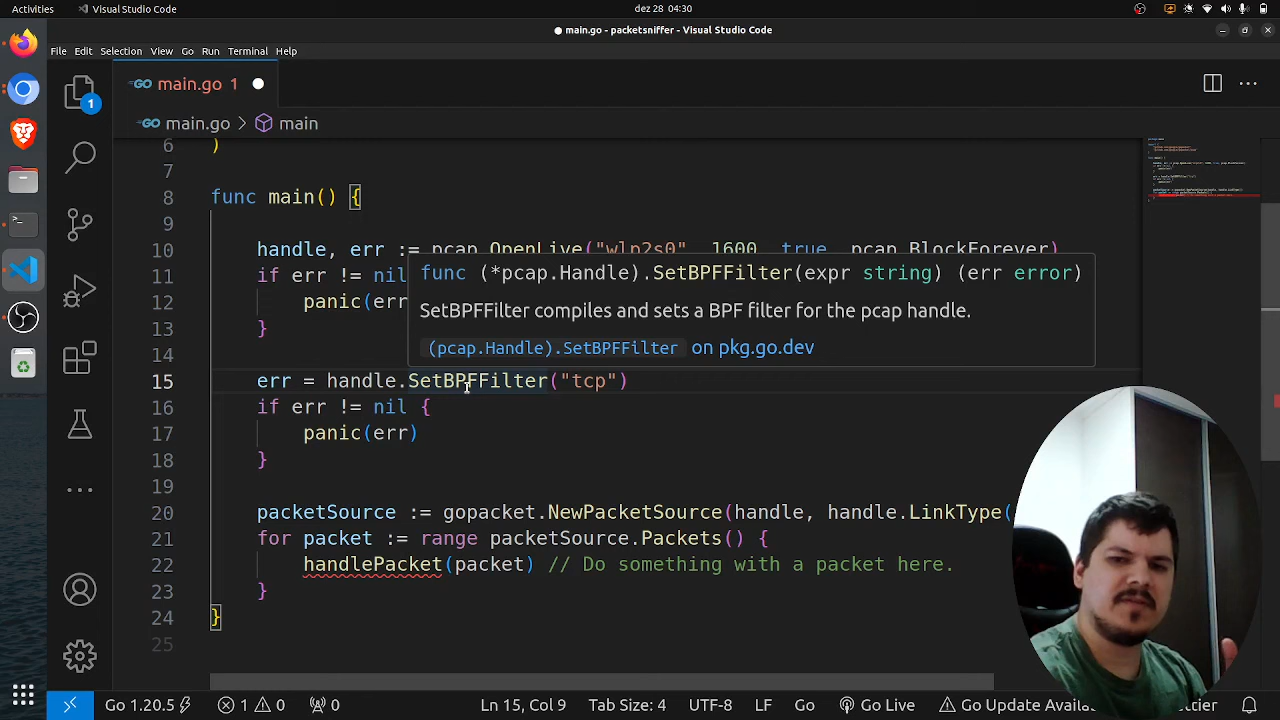 Activities
Visual Studio Code
dez 28 04:30
● main.go - packetsniffer - Visual Studio Code
File Edit Selection View Go Run Terminal Help
GO main.go 1 ●
GO main.go > main
1
6 )
7
8 func main() {
9
10 handle, err := pcap.OpenLive("wlp2s0", 1600, true, pcap.BlockForever)
11 if err != nil
12 panic(err
13 }
14
func (*pcap.Handle).SetBPFFilter(expr string) (err error)
SetBPFFilter compiles and sets a BPF filter for the pcap handle.
(pcap.Handle).SetBPFFilter on pkg.go.dev
15 err = handle.SetBPFFilter("tcp")
16 if err != nil {
17 panic(err)
18 }
19
20 packetSource := gopacket.NewPacketSource(handle, handle.LinkType(
21 for packet := range packetSource.Packets() {
22 handlePacket(packet) // Do something with a packet here.
23 }
24 }
25
Go 1.20.5 1 0 0 Ln 15, Col 9 Tab Size: 4 UTF-8 LF Go Go Live Go Update Availa